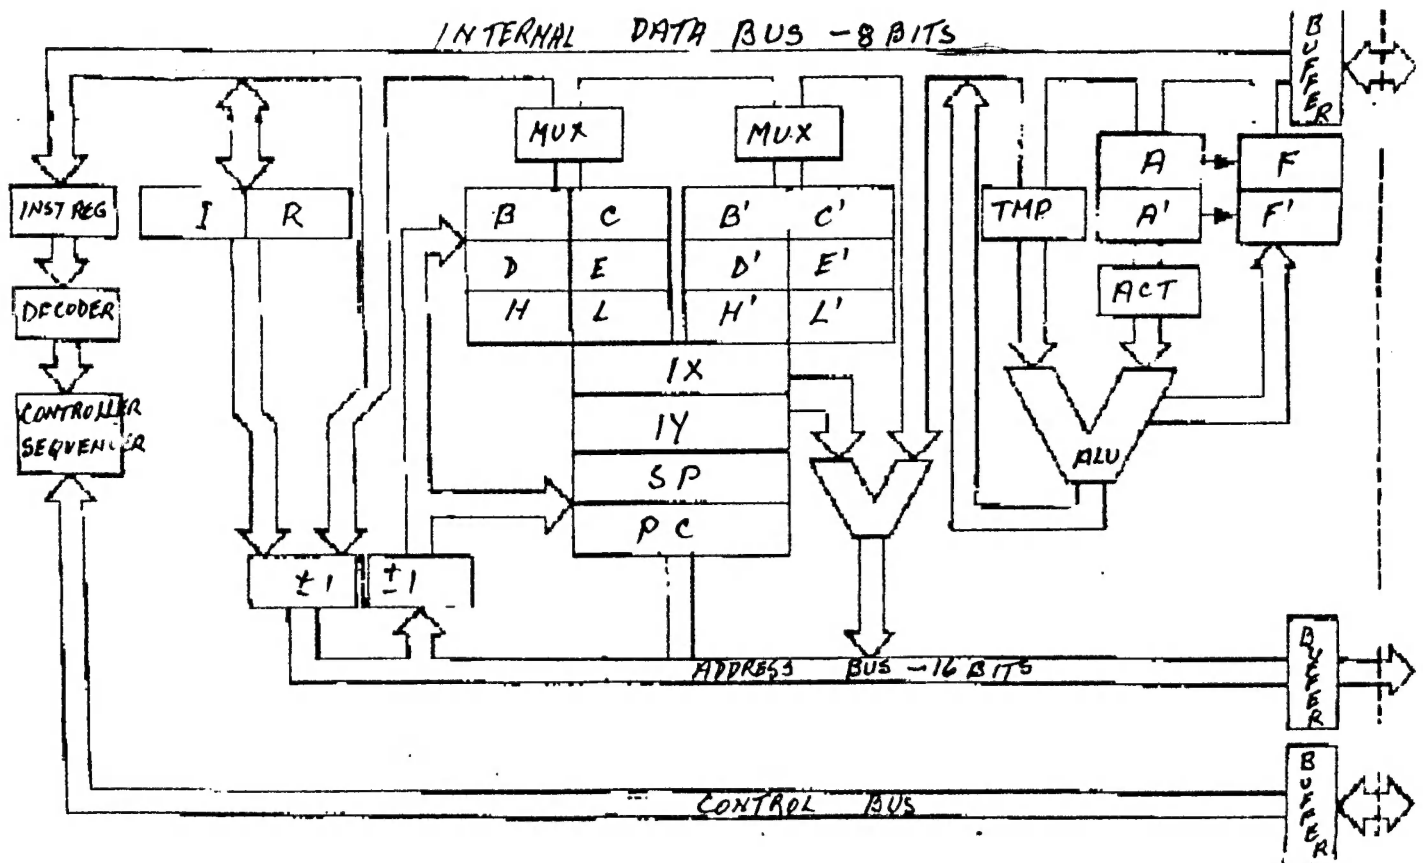 INTERNAL DATA BUS -8 BITS
BUFFER
MUX
MUX
INST REG
I R
B C
B' C'
TMP
A F
A' F'
D E
D' E'
H L
H' L'
ACT
DECODER
IX
CONTROLLER
SEQUENCER
IY
ALU
SP
PC
±1 ±1
ADDRESS BUS -16 BITS
BUFFER
CONTROL BUS
BUFFER